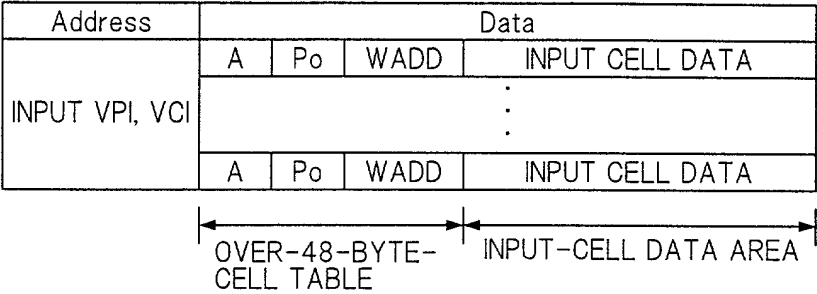 Address Data
A Po WADD INPUT CELL DATA
INPUT VPI, VCI
A Po WADD INPUT CELL DATA
OVER-48-BYTE- INPUT-CELL DATA AREA
CELL TABLE